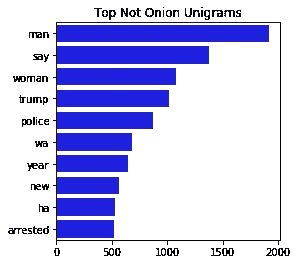 Top Not Onion Unigrams
man
say
woman
trump
police
wa
year
new
ha
arrested
0 500 1000 1500 2000